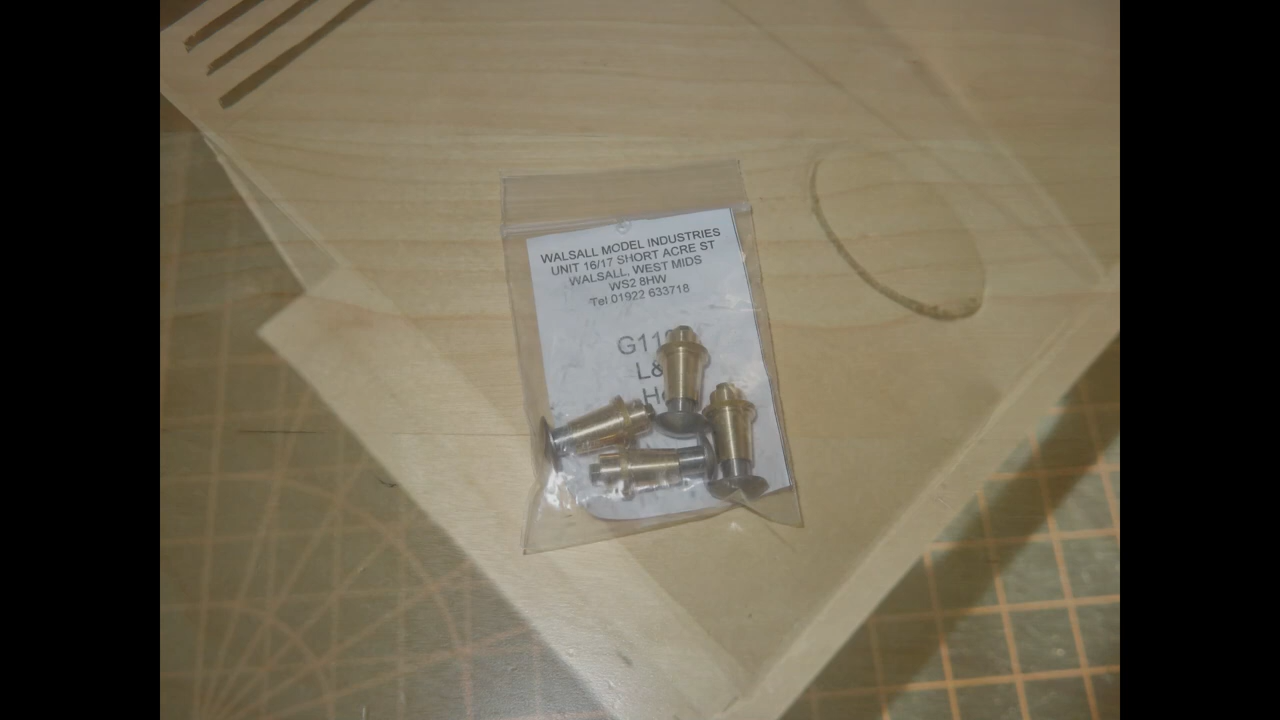 WALSALL MODEL INDUSTRIES
UNIT 16/17 SHORT ACRE ST
WALSALL, WEST MIDS
WS2 8HW
Tel 01922 633718
L&